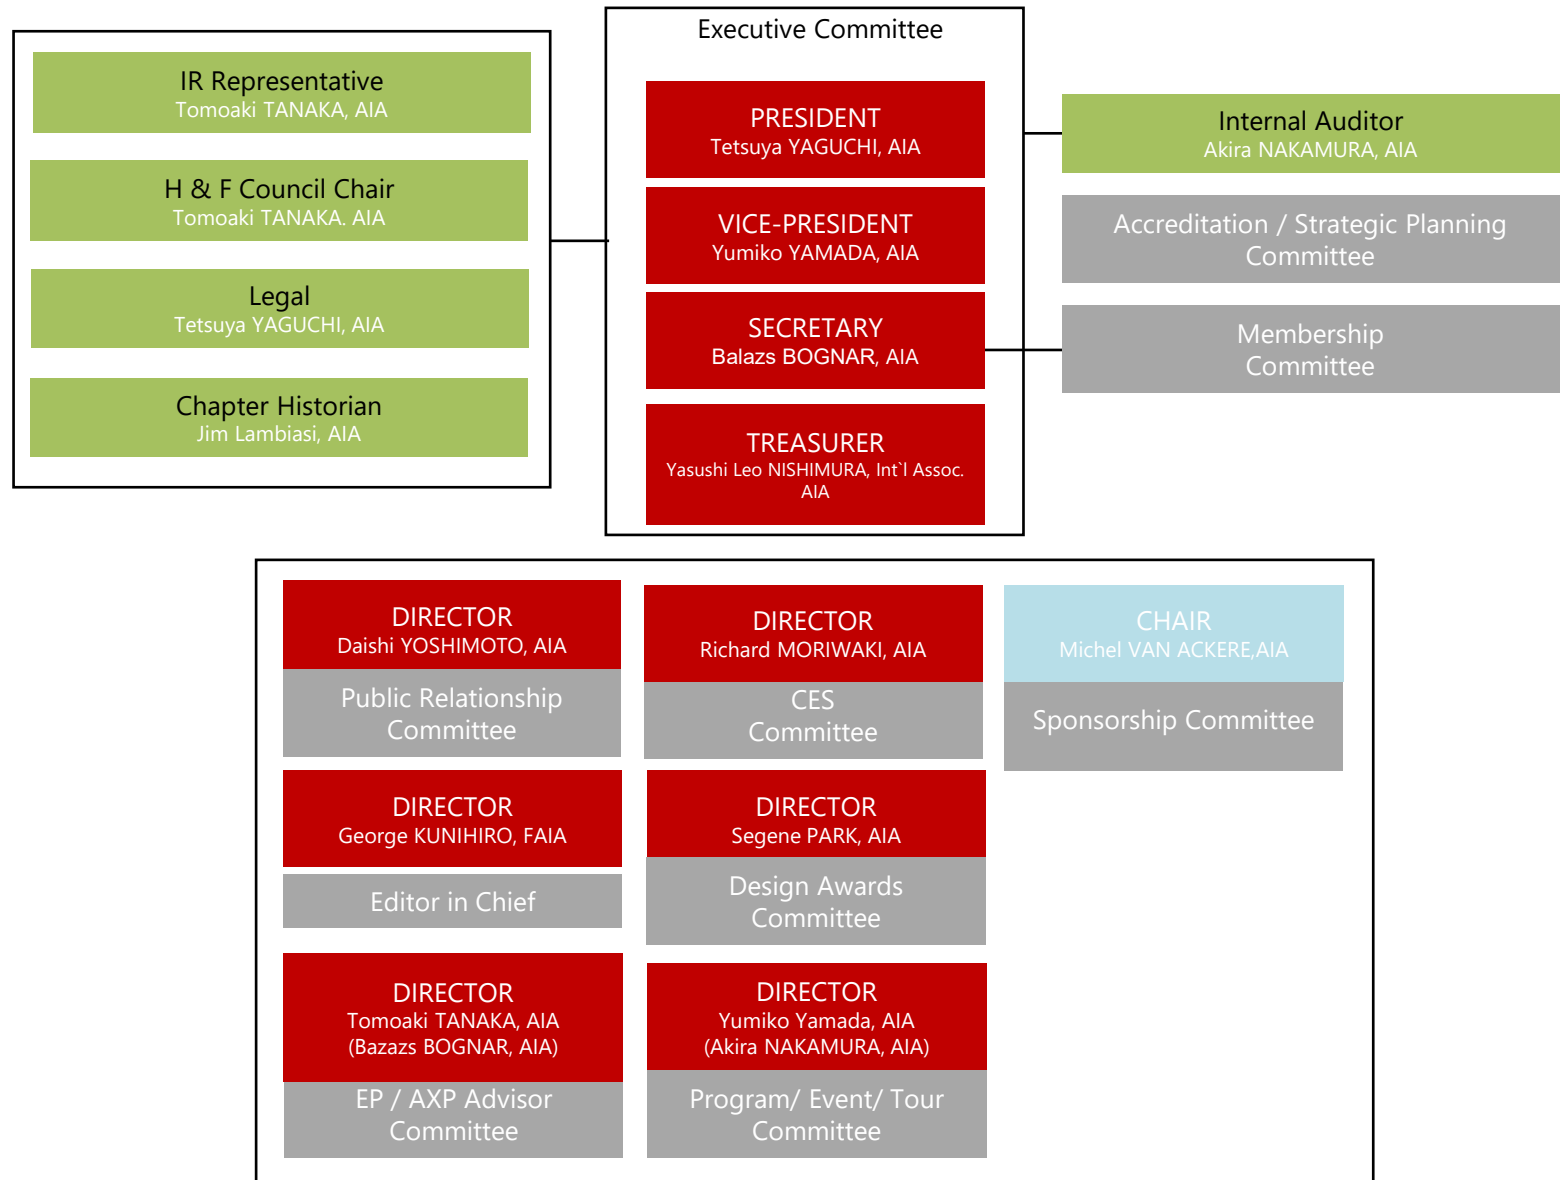 Executive Committee
IR Representative
Tomoaki TANAKA, AIA
H & F Council Chair
Tomoaki TANAKA. AIA
Legal
Tetsuya YAGUCHI, AIA
Chapter Historian
Jim Lambiasi, AIA
PRESIDENT
Tetsuya YAGUCHI, AIA
VICE-PRESIDENT
Yumiko YAMADA, AIA
SECRETARY
Balazs BOGNAR, AIA
TREASURER
Yasushi Leo NISHIMURA, Int`l Assoc.
AIA
Internal Auditor
Akira NAKAMURA, AIA
Accreditation / Strategic Planning
Committee
Membership
Committee
DIRECTOR
Daishi YOSHIMOTO, AIA
Public Relationship
Committee
DIRECTOR
Richard MORIWAKI, AIA
CES
Committee
CHAIR
Michel VAN ACKERE,AIA
Sponsorship Committee
DIRECTOR
George KUNIHIRO, FAIA
Editor in Chief
DIRECTOR
Segene PARK, AIA
Design Awards
Committee
DIRECTOR
Tomoaki TANAKA, AIA
(Bazazs BOGNAR, AIA)
EP / AXP Advisor
Committee
DIRECTOR
Yumiko Yamada, AIA
(Akira NAKAMURA, AIA)
Program/ Event/ Tour
Committee